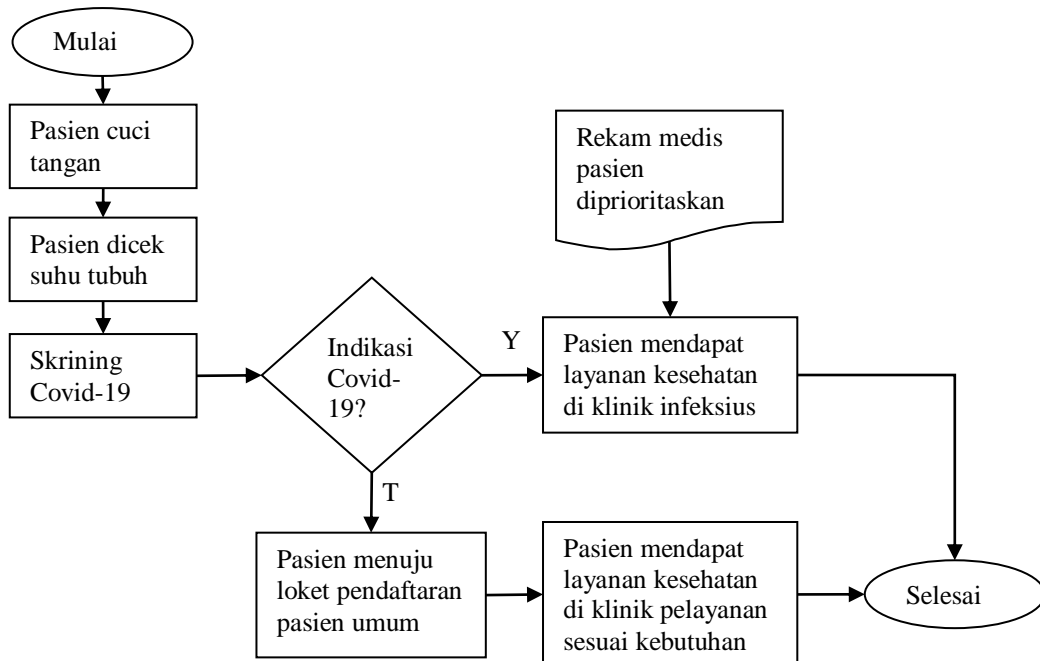 Mulai
Pasien cuci
tangan
Pasien dicek
suhu tubuh
Skrining
Covid-19
Indikasi
Covid-
19?
Y
T
Rekam medis
pasien
diprioritaskan
Pasien mendapat
layanan kesehatan
di klinik infeksius
Pasien menuju
loket pendaftaran
pasien umum
Pasien mendapat
layanan kesehatan
di klinik pelayanan
sesuai kebutuhan
Selesai